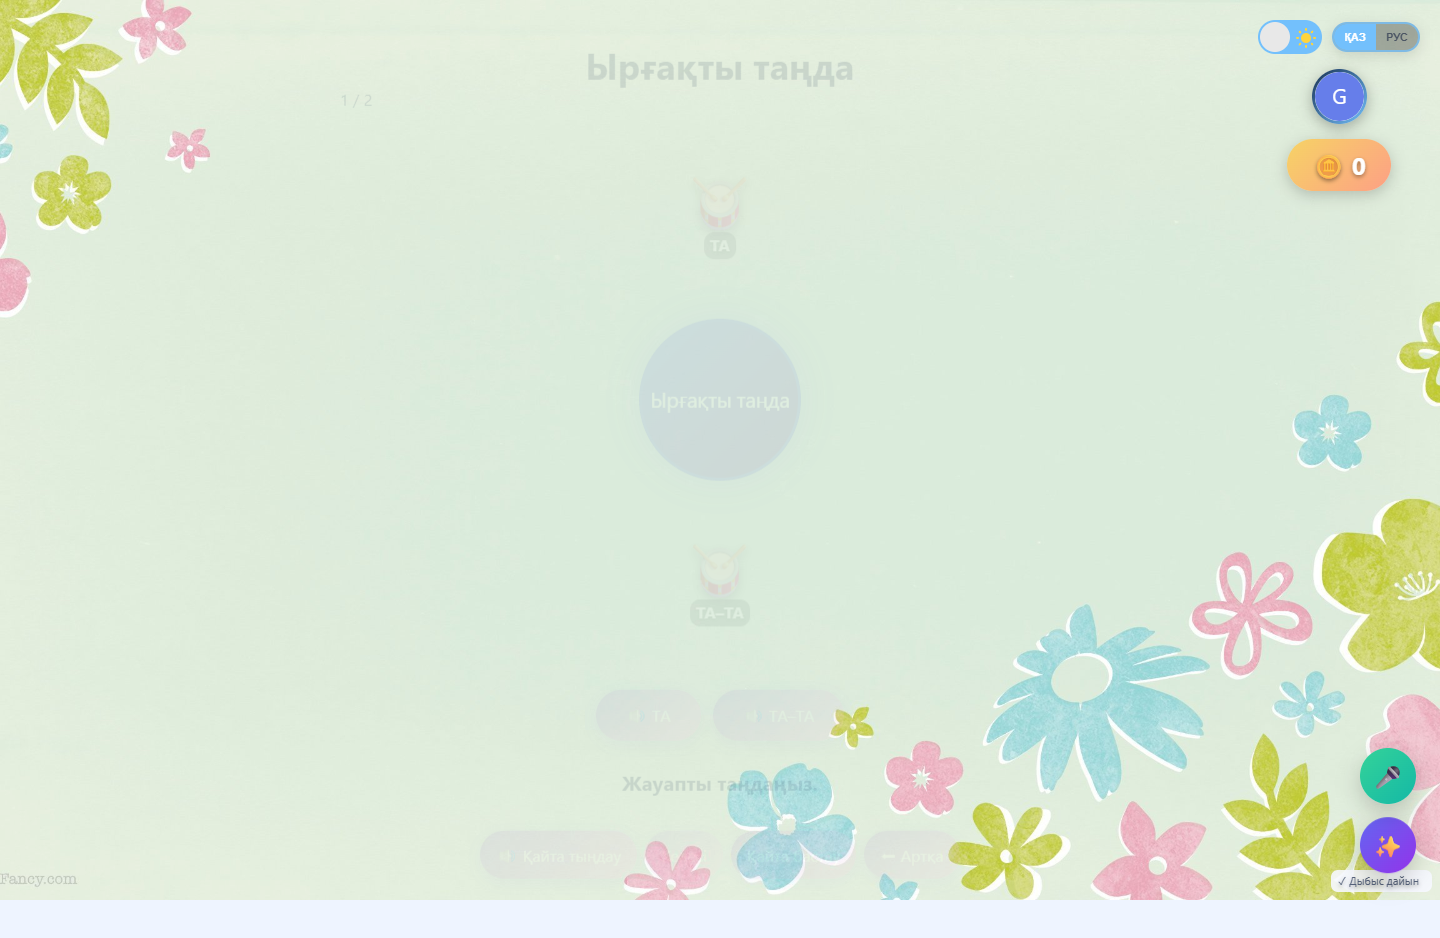 ҚАЗ РУС
Ырғақты таңда
1 / 2
G
0
ТА
Ырғақты таңда
ТА–ТА
ТА ТА–ТА
Жауапты таңдаңыз.
Қайта тыңдау Артқа
Fancy.com
✓ Дыбыс дайын